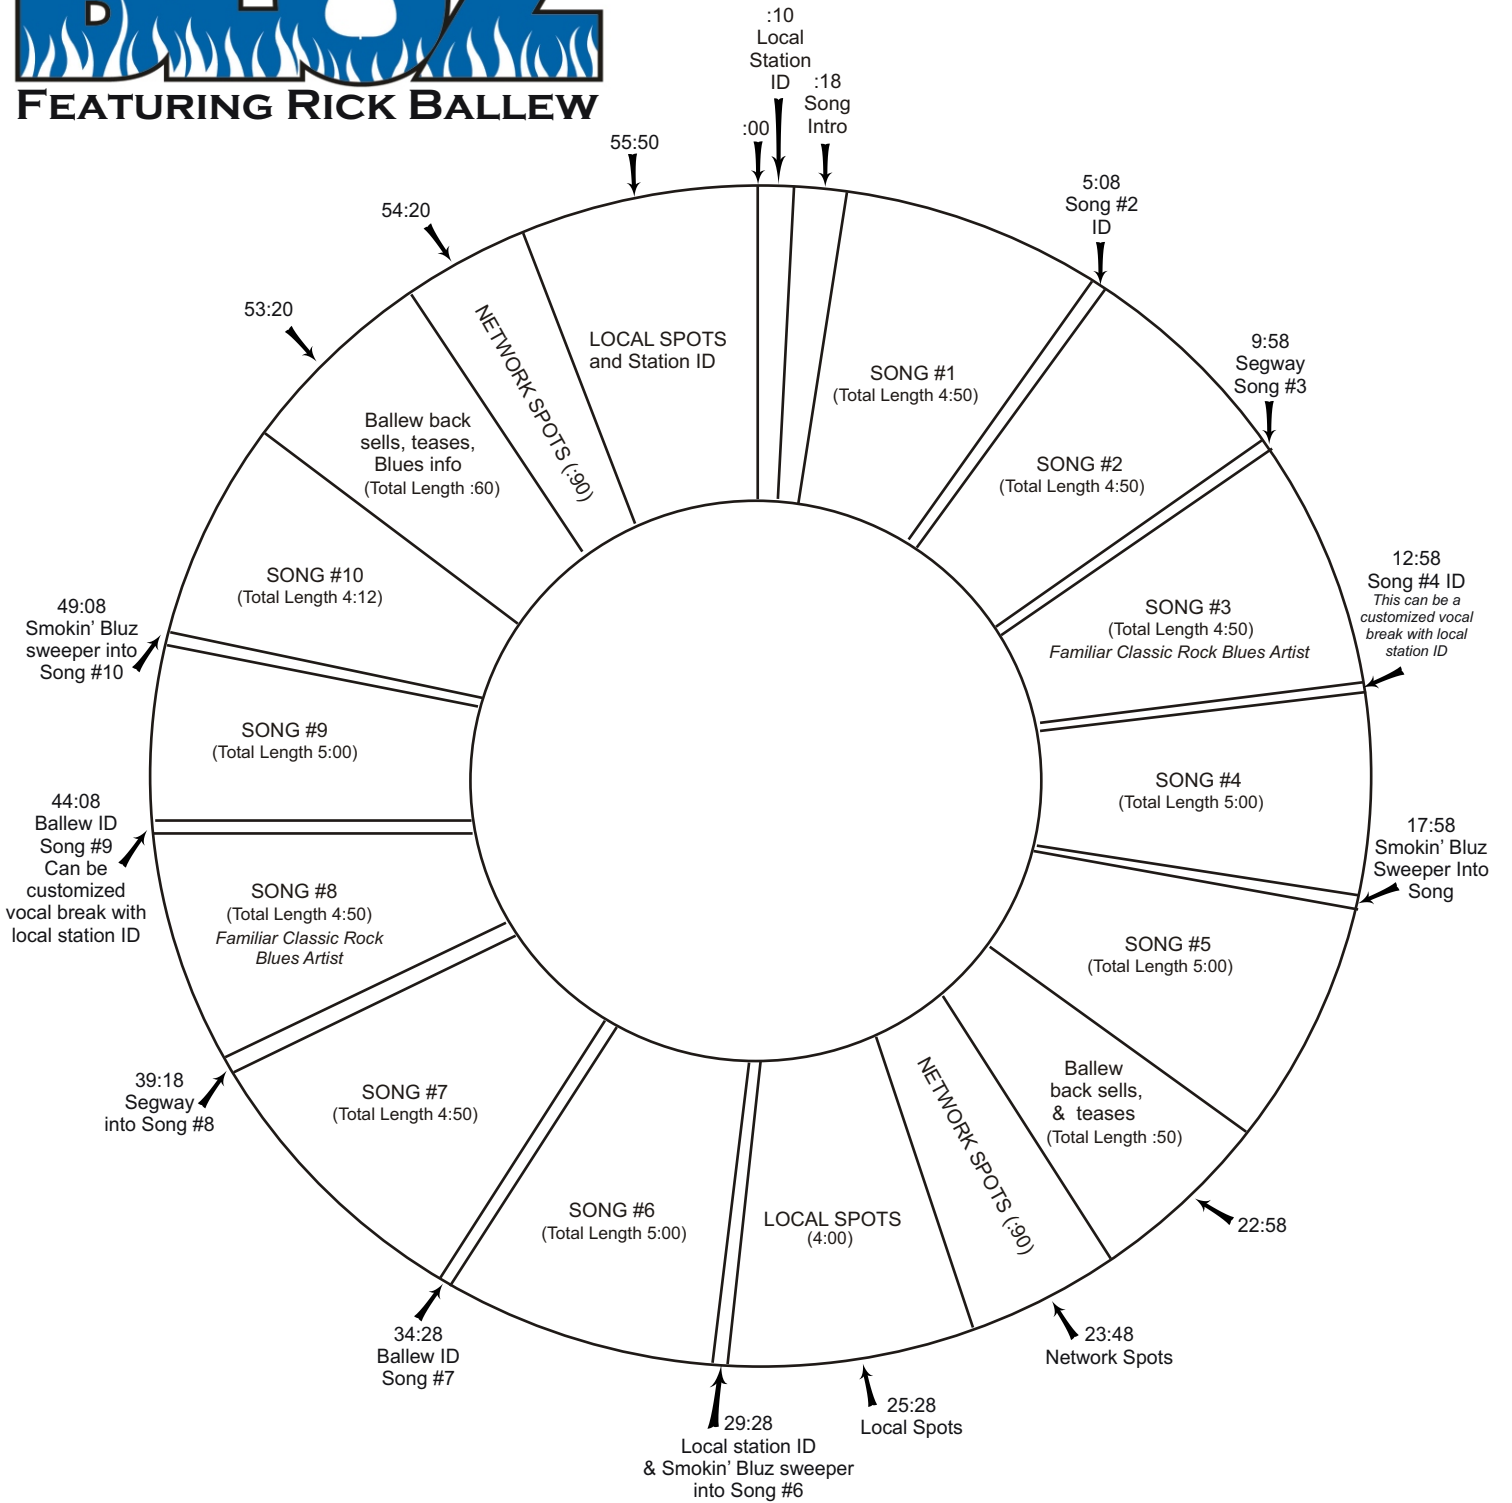 FEATURING RICK BALLEW
:00
:10
Local
Station
ID
:18
Song
Intro
5:08
Song #2
ID
9:58
Segway
Song #3
12:58
Song #4 ID
This can be a
customized vocal
break with local
station ID
17:58
Smokin’ Bluz
Sweeper Into
Song
22:58
23:48
Network Spots
25:28
Local Spots
29:28
Local station ID
& Smokin’ Bluz sweeper
into Song #6
34:28
Ballew ID
Song #7
39:18
Segway
into Song #8
44:08
Ballew ID
Song #9
Can be
customized
vocal break with
local station ID
49:08
Smokin’ Bluz
sweeper into
Song #10
53:20
54:20
55:50
SONG #1
(Total Length 4:50)
SONG #2
(Total Length 4:50)
SONG #3
(Total Length 4:50)
Familiar Classic Rock Blues Artist
SONG #4
(Total Length 5:00)
SONG #5
(Total Length 5:00)
Ballew
back sells,
& teases
(Total Length :50)
NETWORK SPOTS (:90)
LOCAL SPOTS
(4:00)
SONG #6
(Total Length 5:00)
SONG #7
(Total Length 4:50)
SONG #8
(Total Length 4:50)
Familiar Classic Rock
Blues Artist
SONG #9
(Total Length 5:00)
SONG #10
(Total Length 4:12)
Ballew back
sells, teases,
Blues info
(Total Length :60)
NETWORK SPOTS (:90)
LOCAL SPOTS
and Station ID